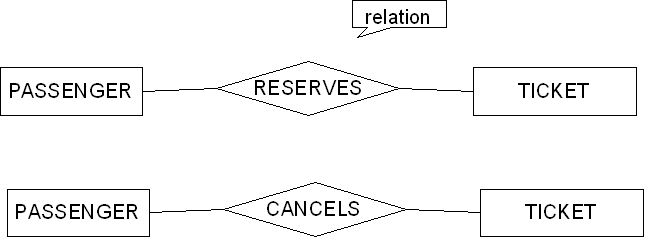 relation
PASSENGER RESERVES TICKET
PASSENGER CANCELS TICKET